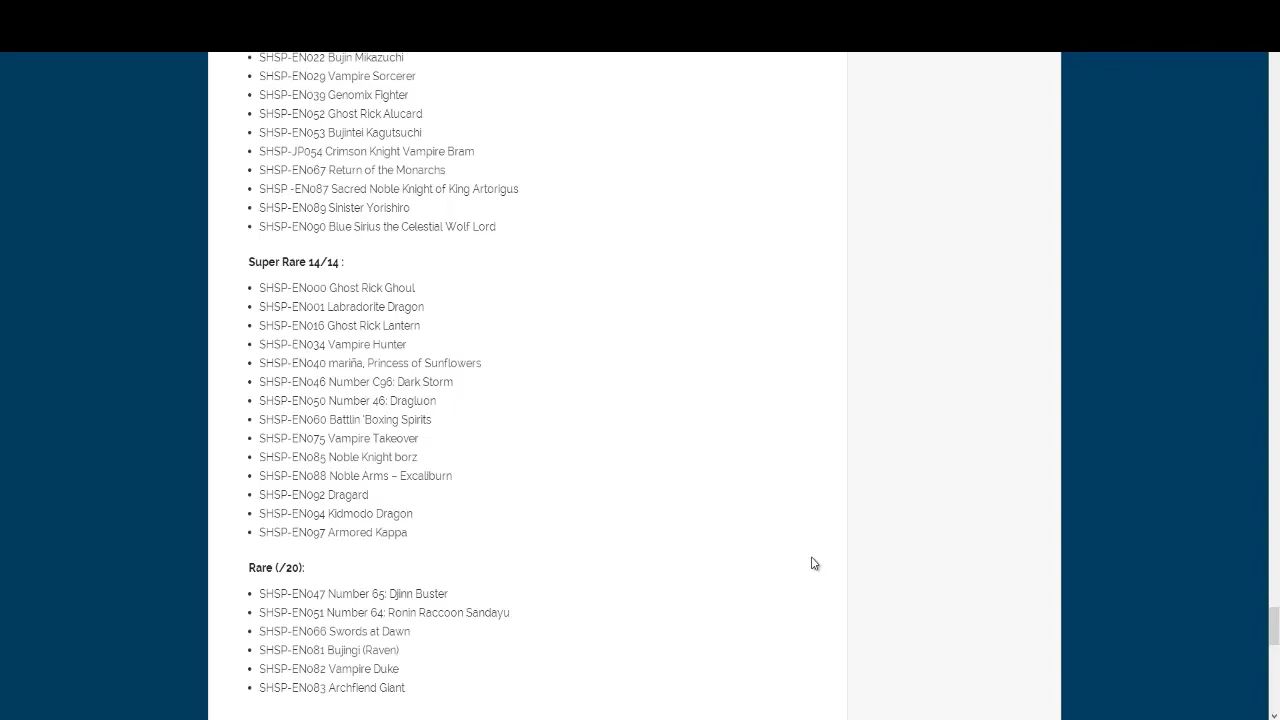 SHSP-EN022 Bujin Mikazuchi
SHSP-EN029 Vampire Sorcerer
SHSP-EN039 Genomix Fighter
SHSP-EN052 Ghost Rick Alucard
SHSP-EN053 Bujintei Kagutsuchi
SHSP-JP054 Crimson Knight Vampire Bram
SHSP-EN067 Return of the Monarchs
SHSP -EN087 Sacred Noble Knight of King Artorigus
SHSP-EN089 Sinister Yorishiro
SHSP-EN090 Blue Sirius the Celestial Wolf Lord
Super Rare 14/14 :
SHSP-EN000 Ghost Rick Ghoul
SHSP-EN001 Labradorite Dragon
SHSP-EN016 Ghost Rick Lantern
SHSP-EN034 Vampire Hunter
SHSP-EN040 mariña, Princess of Sunflowers
SHSP-EN046 Number C96: Dark Storm
SHSP-EN050 Number 46: Dragluon
SHSP-EN060 Battlin 'Boxing Spirits
SHSP-EN075 Vampire Takeover
SHSP-EN085 Noble Knight borz
SHSP-EN088 Noble Arms – Excaliburn
SHSP-EN092 Dragard
SHSP-EN094 Kidmodo Dragon
SHSP-EN097 Armored Kappa
Rare (/20):
SHSP-EN047 Number 65: Djinn Buster
SHSP-EN051 Number 64: Ronin Raccoon Sandayu
SHSP-EN066 Swords at Dawn
SHSP-EN081 Bujingi (Raven)
SHSP-EN082 Vampire Duke
SHSP-EN083 Archfiend Giant